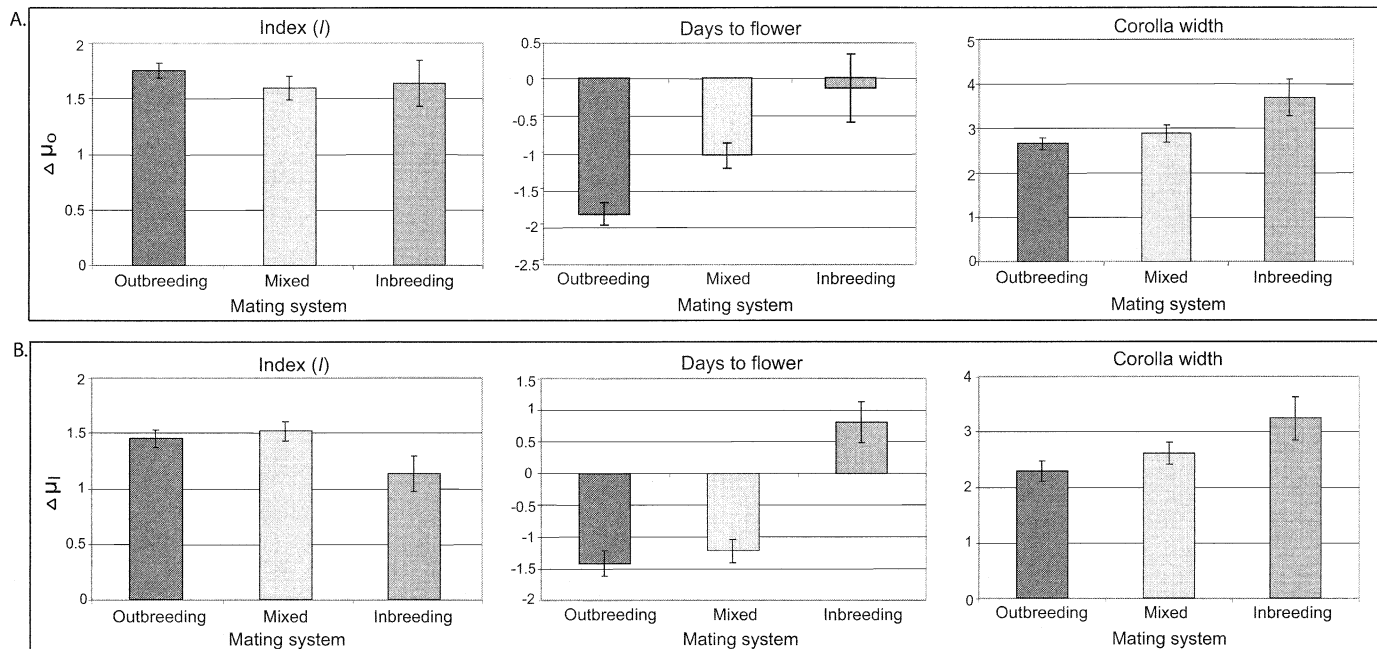 A.
Index (I)
Δ μO
2
1.5
1
0.5
0
Outbreeding Mixed Inbreeding
Mating system
Days to flower
0.5
0
-0.5
-1
-1.5
-2
-2.5
Outbreeding Mixed Inbreeding
Mating system
Corolla width
5
4
3
2
1
0
Outbreeding Mixed Inbreeding
Mating system
B.
Index (I)
Δ μI
2
1.5
1
0.5
0
Outbreeding Mixed Inbreeding
Mating system
Days to flower
1.5
1
0.5
0
-0.5
-1
-1.5
-2
Outbreeding Mixed Inbreeding
Mating system
Corolla width
4
3
2
1
0
Outbreeding Mixed Inbreeding
Mating system